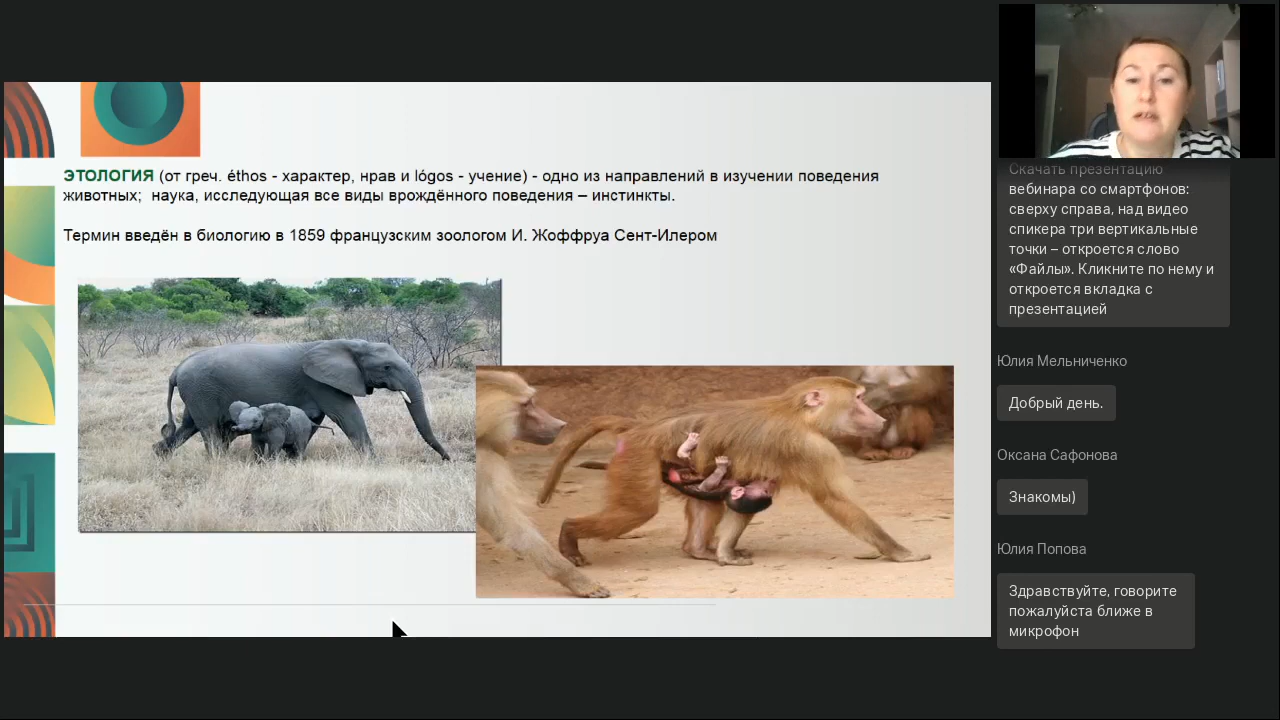 ЭТОЛОГИЯ (от греч. éthos - характер, нрав и logos - учение) - одно из направлений в изучении поведения
животных;  наука, исследующая все виды врождённого поведения – инстинкты.
Термин введён в биологию в 1859 французским зоологом И. Жоффруа Сент-Илером
Скачать презентацию
вебинара со смартфонов:
сверху справа, над видео
спикера три вертикальные
точки – откроется слово
«Файлы». Кликните по нему и
откроется вкладка с
презентацией
Юлия Мельниченко
Добрый день.
Оксана Сафонова
Знакомы)
Юлия Попова
Здравствуйте, говорите
пожалуйста ближе в
микрофон